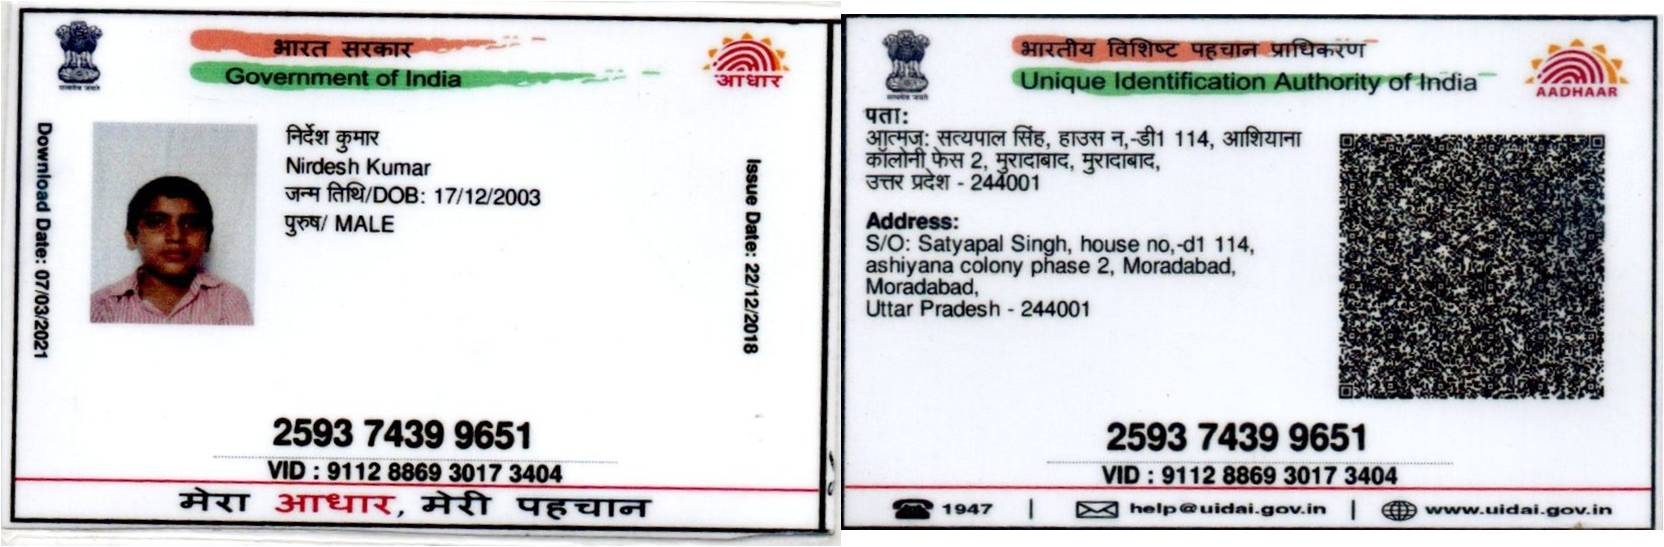 भारत सरकार
Government of India
आधार
Download Date: 07/03/2021
निर्देश कुमार
Nirdesh Kumar
जन्म तिथि/DOB: 17/12/2003
पुरुष/ MALE
Issue Date: 22/12/2018
2593 7439 9651
VID : 9112 8869 3017 3404
मेरा आधार, मेरी पहचान
भारतीय विशिष्ट पहचान प्राधिकरण
Unique Identification Authority of India
AADHAAR
पता:
आत्मज: सत्यपाल सिंह, हाउस न,-डी1 114, आशियाना
कॉलोनी फेस 2, मुरादाबाद, मुरादाबाद,
उत्तर प्रदेश - 244001
Address:
S/O: Satyapal Singh, house no,-d1 114,
ashiyana colony phase 2, Moradabad,
Moradabad,
Uttar Pradesh - 244001
2593 7439 9651
VID : 9112 8869 3017 3404
1947 | help@uidai.gov.in | www.uidai.gov.in